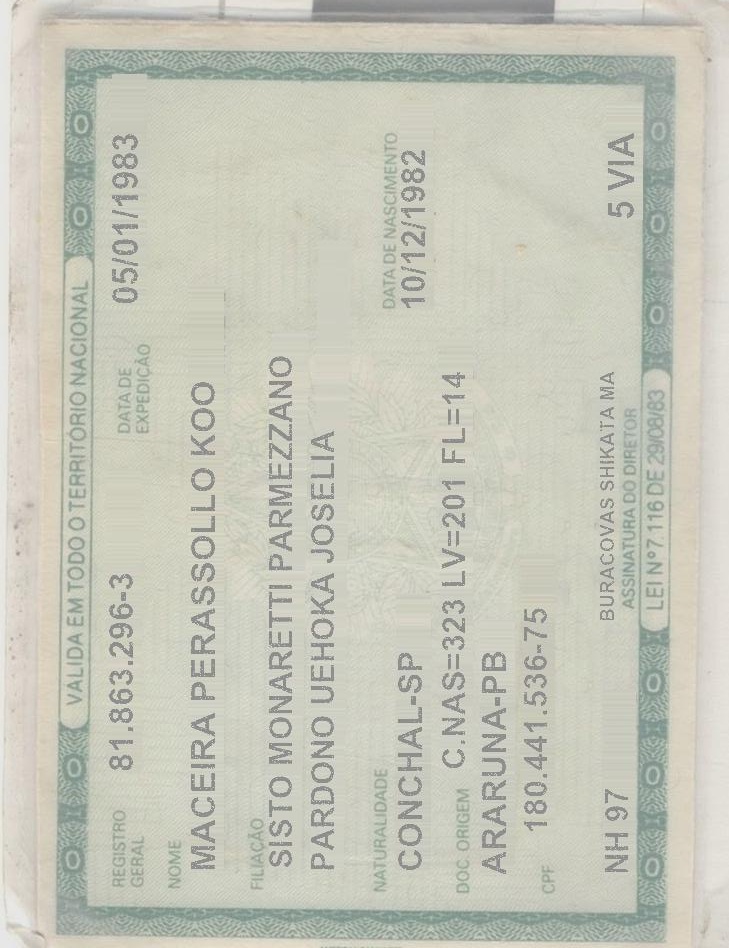 VALIDA EM TODO O TERRITÓRIO NACIONAL
REGISTRO GERAL 81.863.296-3 DATA DE EXPEDIÇÃO 05/01/1983
NOME
MACEIRA PERASSOLLO KOO
FILIAÇÃO
SISTO MONARETTI PARMEZZANO
PARDONO UEHOKA JOSELIA
NATURALIDADE DATA DE NASCIMENTO
CONCHAL-SP 10/12/1982
DOC. ORIGEM C.NAS=323 LV=201 FL=14
ARARUNA-PB
CPF 180.441.536-75
NH 97 BURACOVAS SHIKATA MA 5 VIA
ASSINATURA DO DIRETOR
LEI Nº 7.116 DE 29/08/83